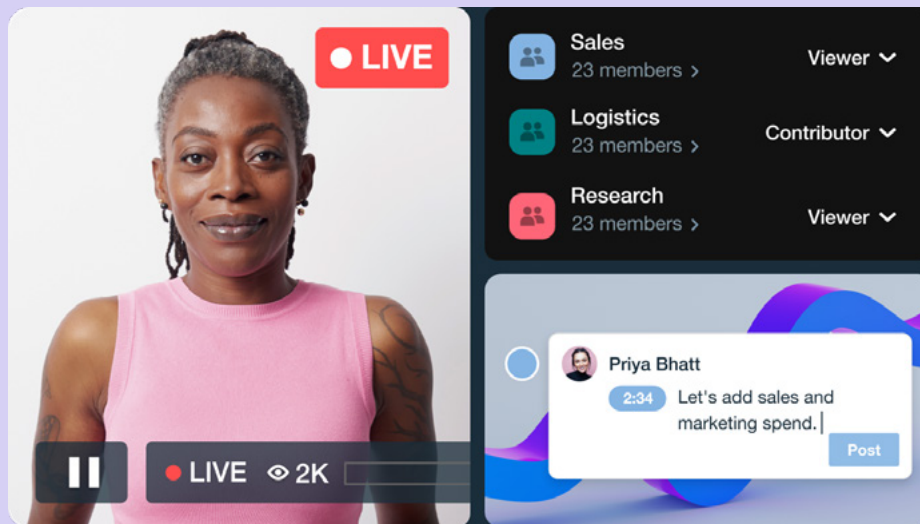 LIVE
LIVE 2K
Sales
23 members >
Viewer
Logistics
23 members >
Contributor
Research
23 members >
Viewer
Priya Bhatt
2:34 Let's add sales and
marketing spend.
Post